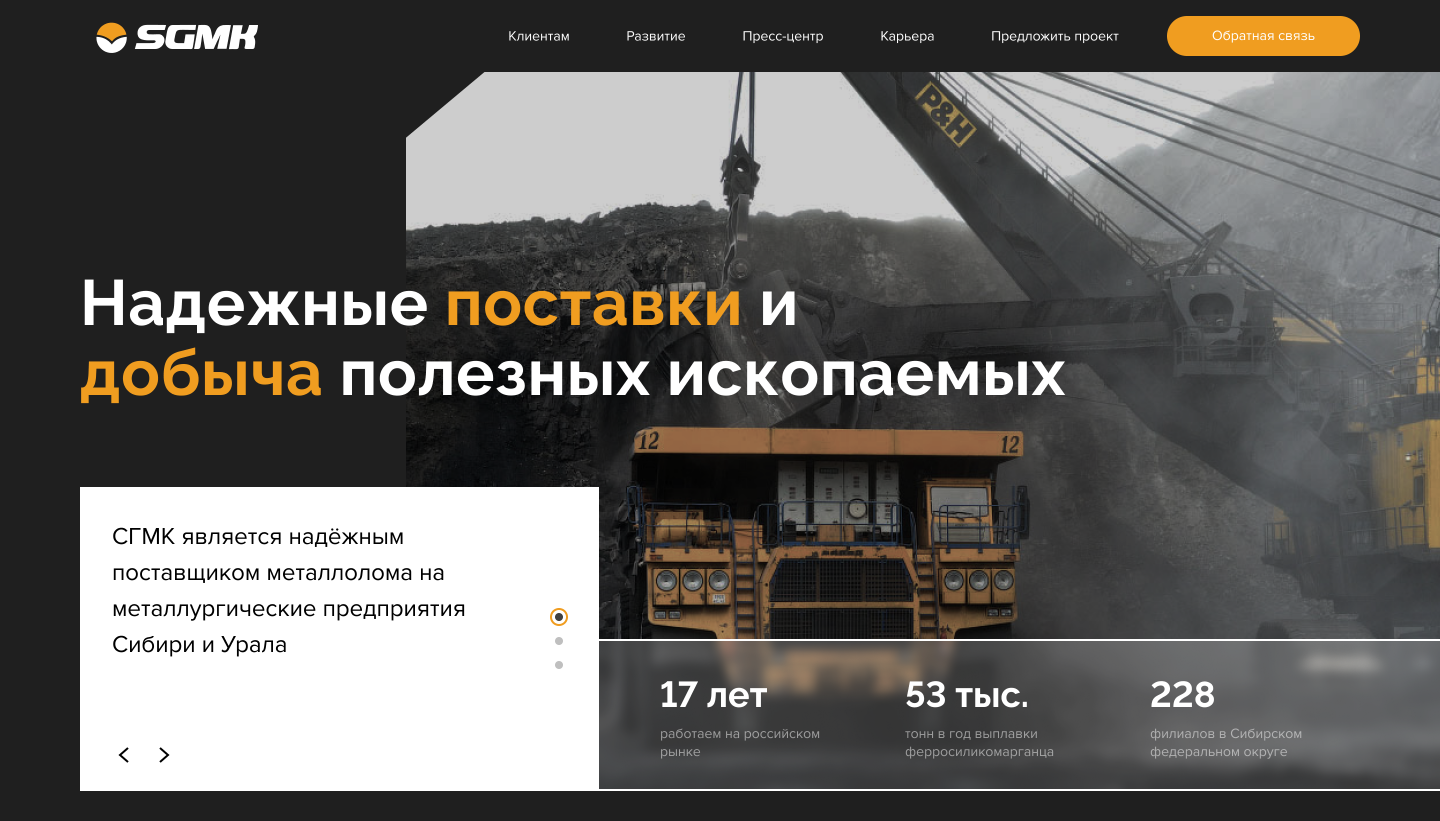 SGMK
Клиентам
Развитие
Пресс-центр
Карьера
Предложить проект
Обратная связь
P&H
Надежные поставки и
добыча полезных ископаемых
12
12
СГМК является надёжным
поставщиком металлолома на
металлургические предприятия
Сибири и Урала
17 лет
работаем на российском
рынке
53 тыс.
тонн в год выплавки
ферросиликомарганца
228
филиалов в Сибирском
федеральном округе